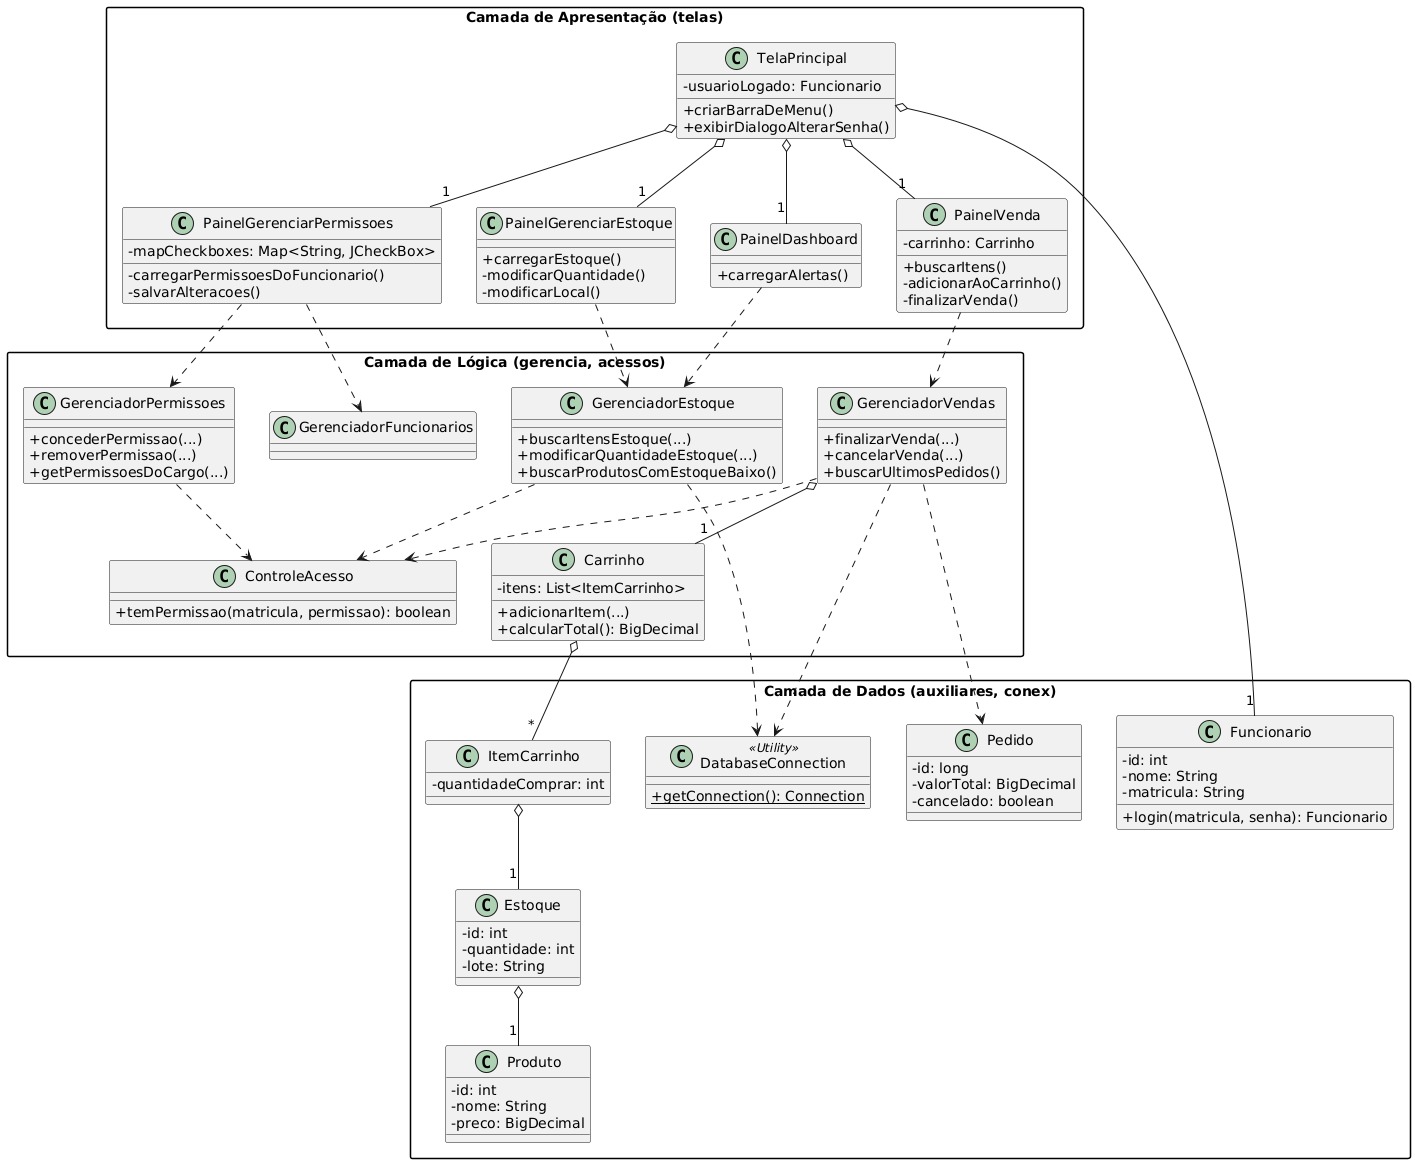 Camada de Apresentação (telas)
C TelaPrincipal
-usuarioLogado: Funcionario
+criarBarraDeMenu()
+exibirDialogoAlterarSenha()
1
1
1
1
C PainelGerenciarPermissoes
-mapCheckboxes: Map<String, JCheckBox>
-carregarPermissoesDoFuncionario()
-salvarAlteracoes()
C PainelGerenciarEstoque
+carregarEstoque()
-modificarQuantidade()
-modificarLocal()
C PainelDashboard
+carregarAlertas()
C PainelVenda
-carrinho: Carrinho
+buscarItens()
-adicionarAoCarrinho()
-finalizarVenda()
Camada de Lógica (gerencia, acessos)
C GerenciadorPermissoes
+concederPermissao(...)
+removerPermissao(...)
+getPermissoesDoCargo(...)
C GerenciadorFuncionarios
C GerenciadorEstoque
+buscarItensEstoque(...)
+modificarQuantidadeEstoque(...)
+buscarProdutosComEstoqueBaixo()
C GerenciadorVendas
+finalizarVenda(...)
+cancelarVenda(...)
+buscarUltimosPedidos()
1
C ControleAcesso
+temPermissao(matricula, permissao): boolean
C Carrinho
-itens: List<ItemCarrinho>
+adicionarItem(...)
+calcularTotal(): BigDecimal
Camada de Dados (auxiliares, conex)
*
1
C ItemCarrinho
-quantidadeComprar: int
«Utility»
C DatabaseConnection
+getConnection(): Connection
C Pedido
-id: long
-valorTotal: BigDecimal
-cancelado: boolean
C Funcionario
-id: int
-nome: String
-matricula: String
+login(matricula, senha): Funcionario
1
C Estoque
-id: int
-quantidade: int
-lote: String
1
C Produto
-id: int
-nome: String
-preco: BigDecimal